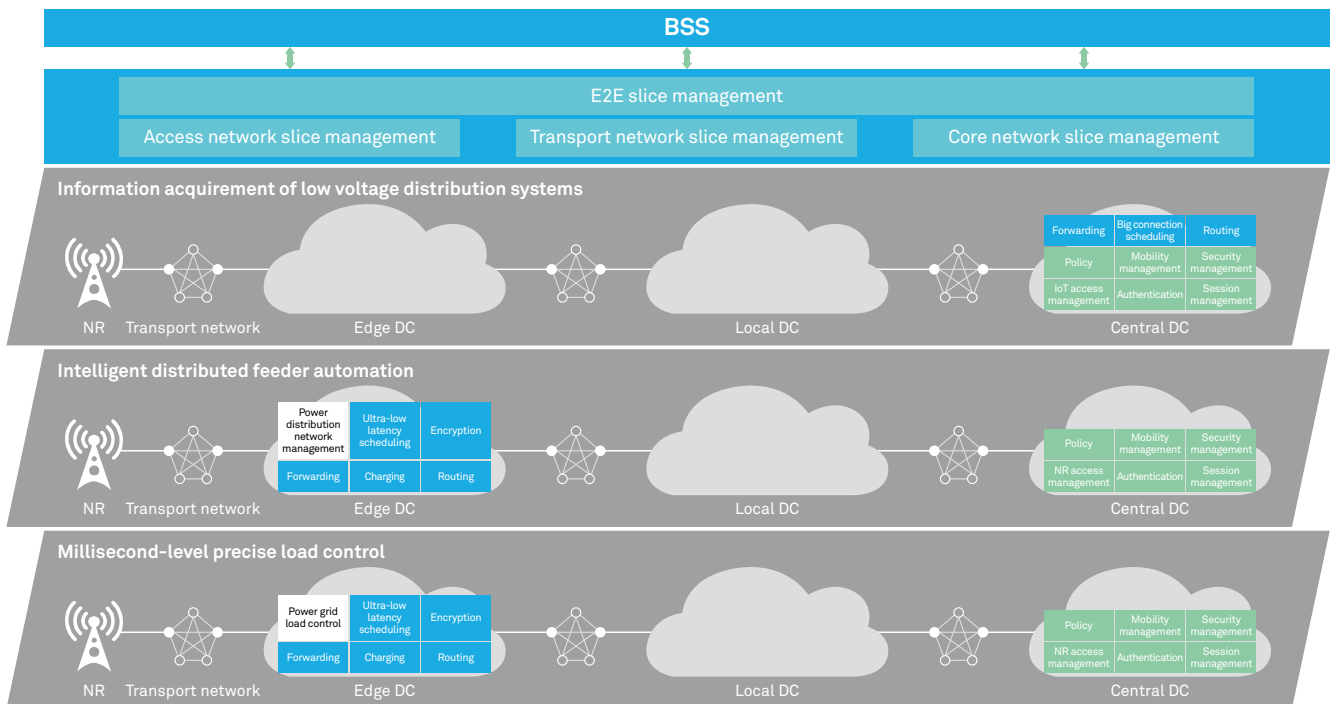 BSS
E2E slice management
Access network slice management
Transport network slice management
Core network slice management
Information acquirement of low voltage distribution systems
Forwarding
Big connection
scheduling
Routing
Policy
Mobility
management
Security
management
IoT access
management
Authentication
Session
management
NR
Transport network
Edge DC
Local DC
Central DC
Intelligent distributed feeder automation
Power
distribution
network
management
Ultra-low
latency
scheduling
Encryption
Forwarding
Charging
Routing
Policy
Mobility
management
Security
management
NR access
management
Authentication
Session
management
NR
Transport network
Edge DC
Local DC
Central DC
Millisecond-level precise load control
Power grid
load control
Ultra-low
latency
scheduling
Encryption
Forwarding
Charging
Routing
Policy
Mobility
management
Security
management
NR access
management
Authentication
Session
management
NR
Transport network
Edge DC
Local DC
Central DC